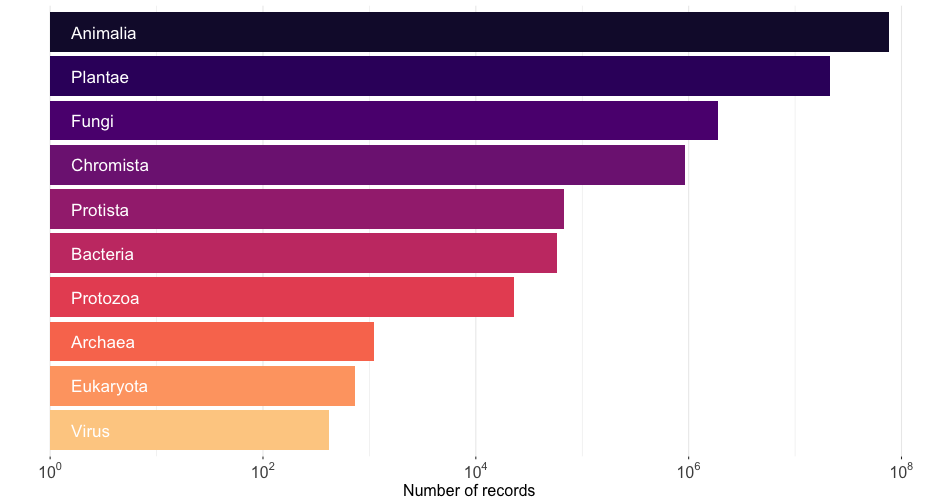 Animalia
Plantae
Fungi
Chromista
Protista
Bacteria
Protozoa
Archaea
Eukaryota
Virus
10⁰ 10² 10⁴ 10⁶ 10⁸
Number of records